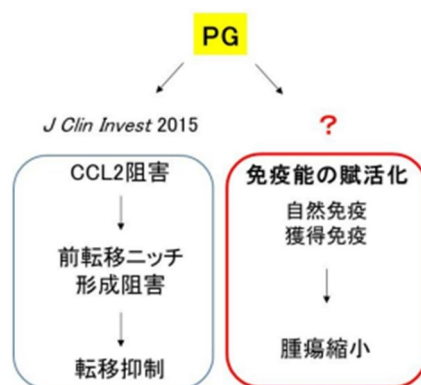 PG
J Clin Invest 2015
?
CCL2阻害
前転移ニッチ
形成阻害
転移抑制
免疫能の賦活化
自然免疫
獲得免疫
腫瘍縮小